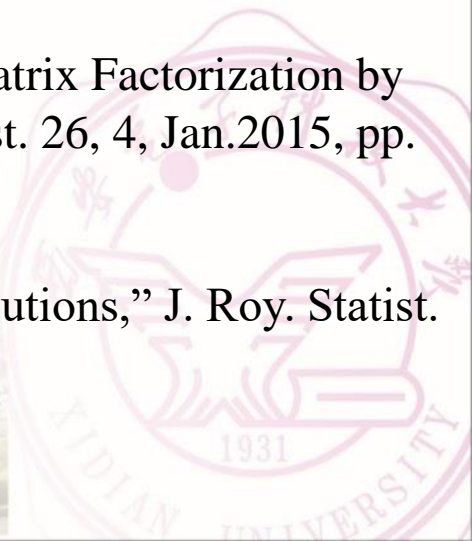 atrix Factorization by
st. 26, 4, Jan.2015, pp.
utions,” J. Roy. Statist.
1931
XIDIAN UNIVERSITY